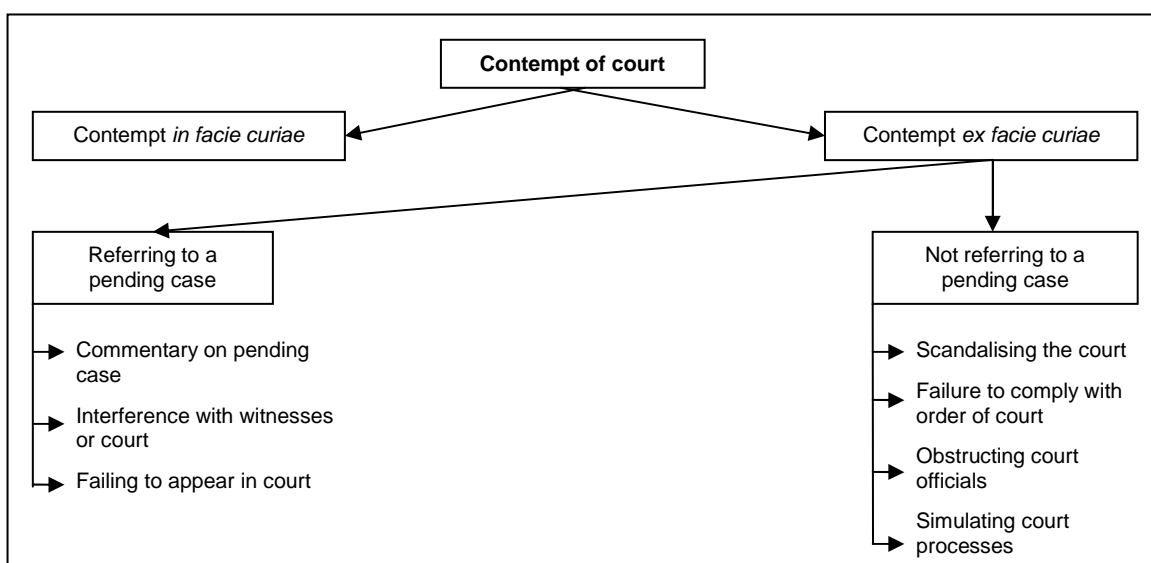 Contempt of court
Contempt in facie curiae
Contempt ex facie curiae
Referring to a
pending case
Commentary on pending
case
Interference with witnesses
or court
Failing to appear in court
Not referring to a
pending case
Scandalising the court
Failure to comply with
order of court
Obstructing court
officials
Simulating court
processes